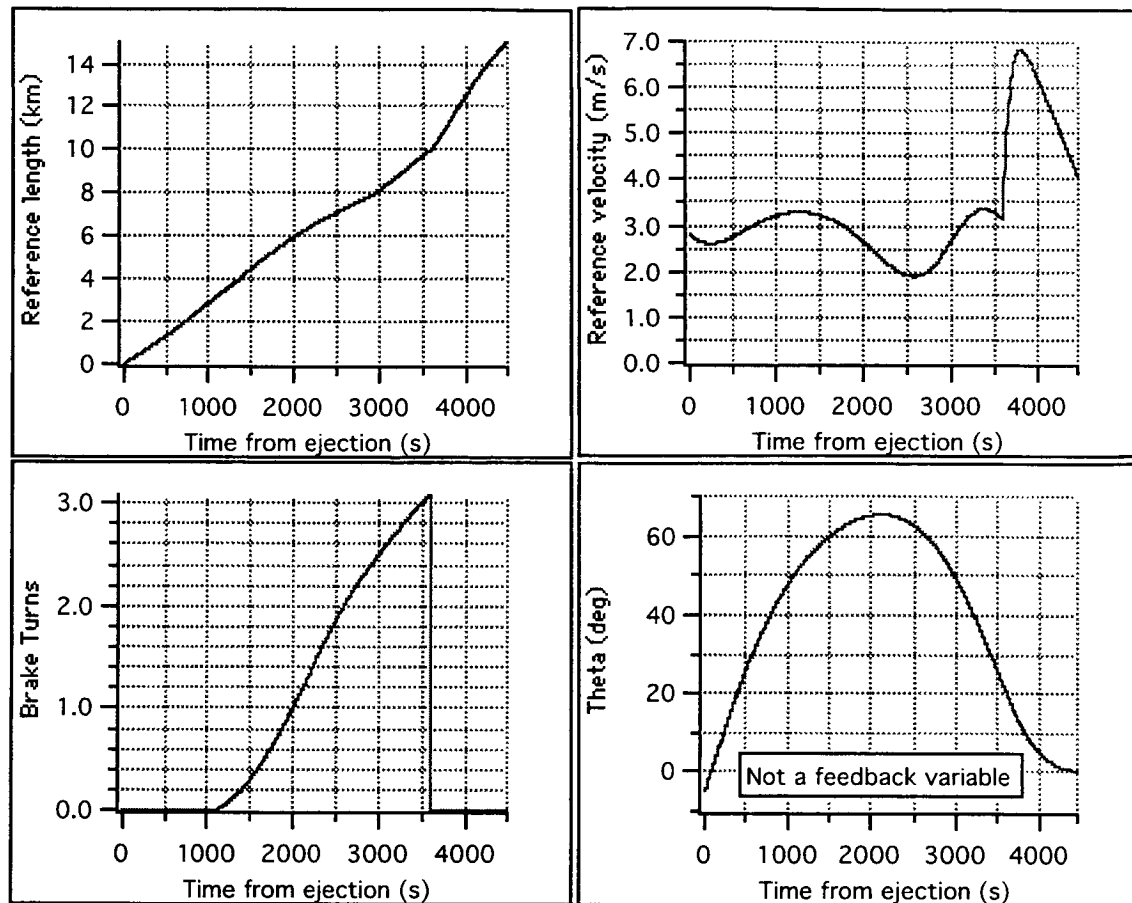 Reference length (km)
14
12
10
8
6
4
2
0
0 1000 2000 3000 4000
Time from ejection (s)
Reference velocity (m/s)
7.0
6.0
5.0
4.0
3.0
2.0
1.0
0.0
0 1000 2000 3000 4000
Time from ejection (s)
Brake Turns
3.0
2.0
1.0
0.0
0 1000 2000 3000 4000
Time from ejection (s)
Theta (deg)
60
40
20
0
Not a feedback variable
0 1000 2000 3000 4000
Time from ejection (s)